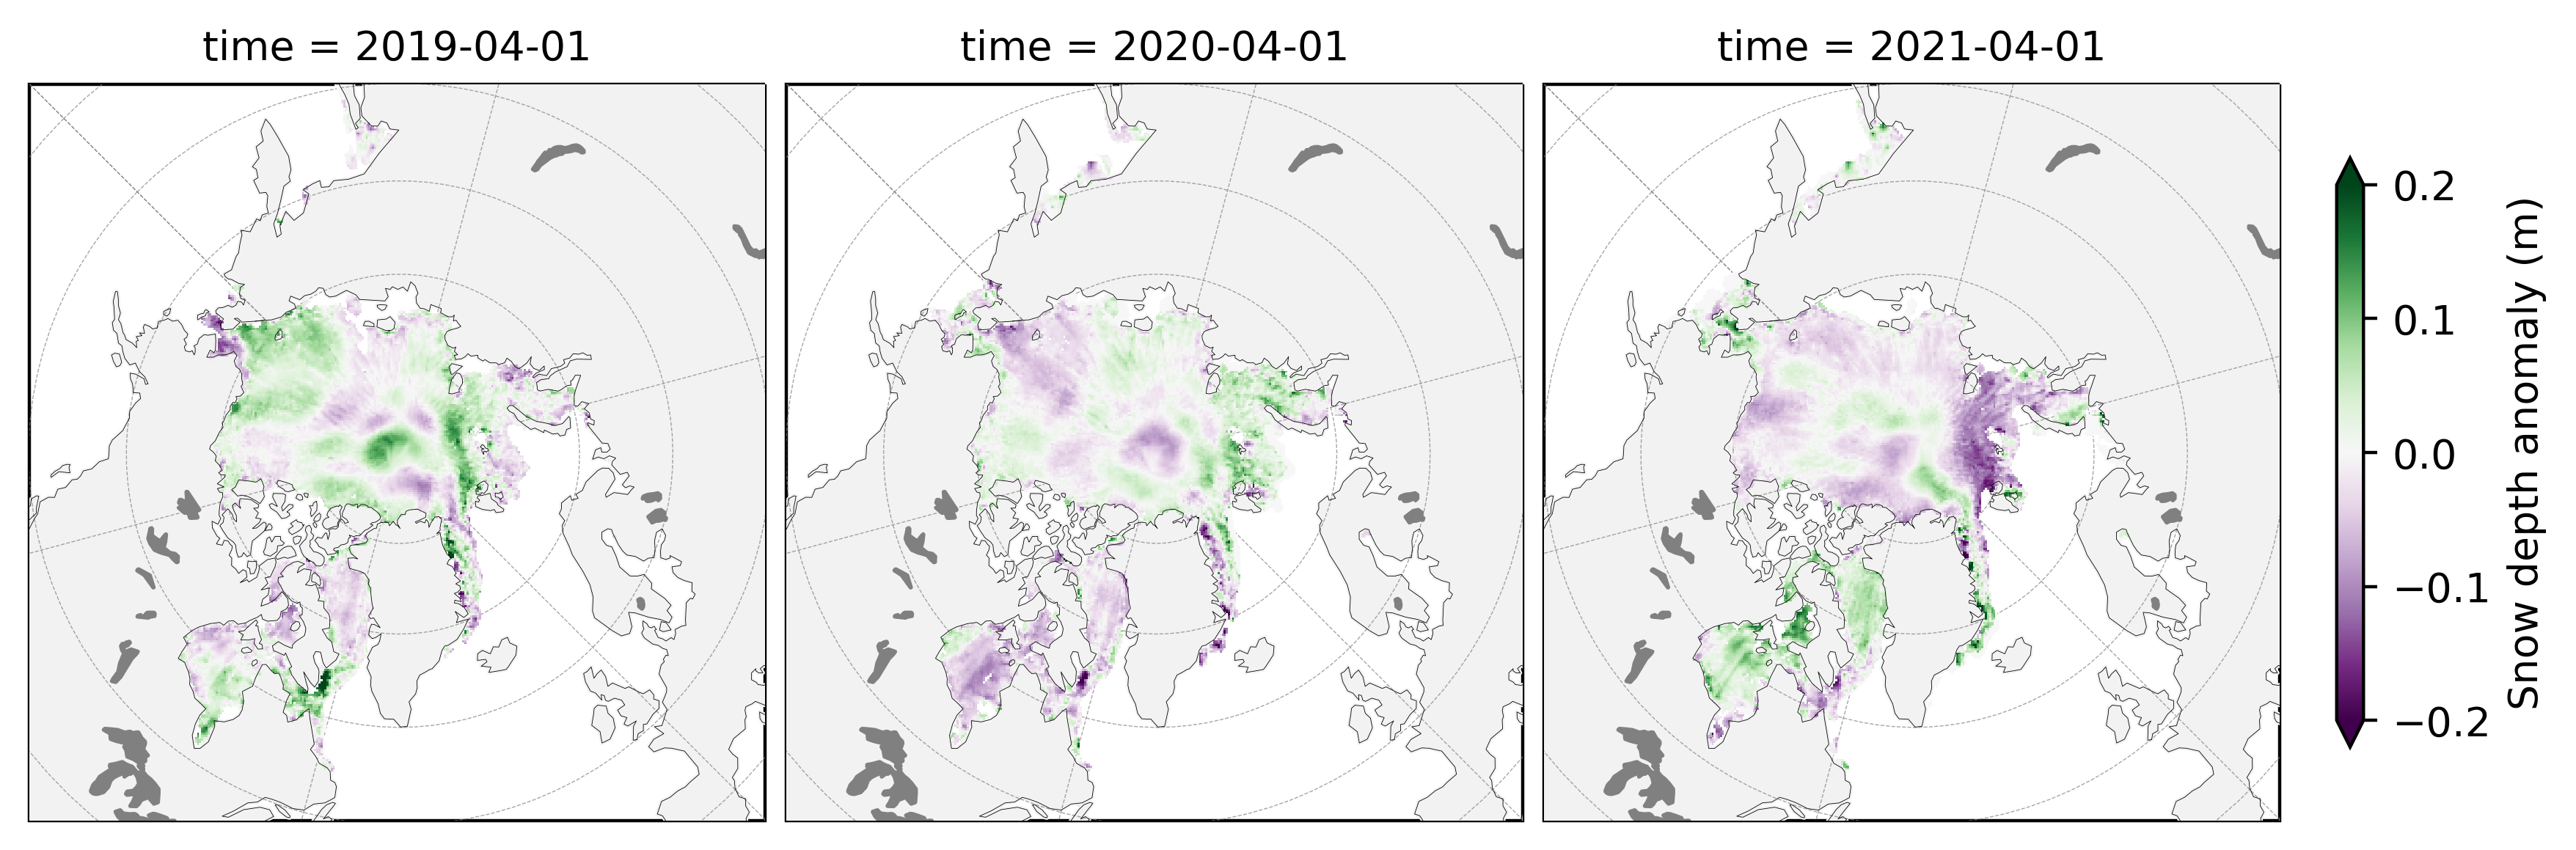 time = 2019-04-01
time = 2020-04-01
time = 2021-04-01
0.2
0.1
0.0
−0.1
−0.2
Snow depth anomaly (m)